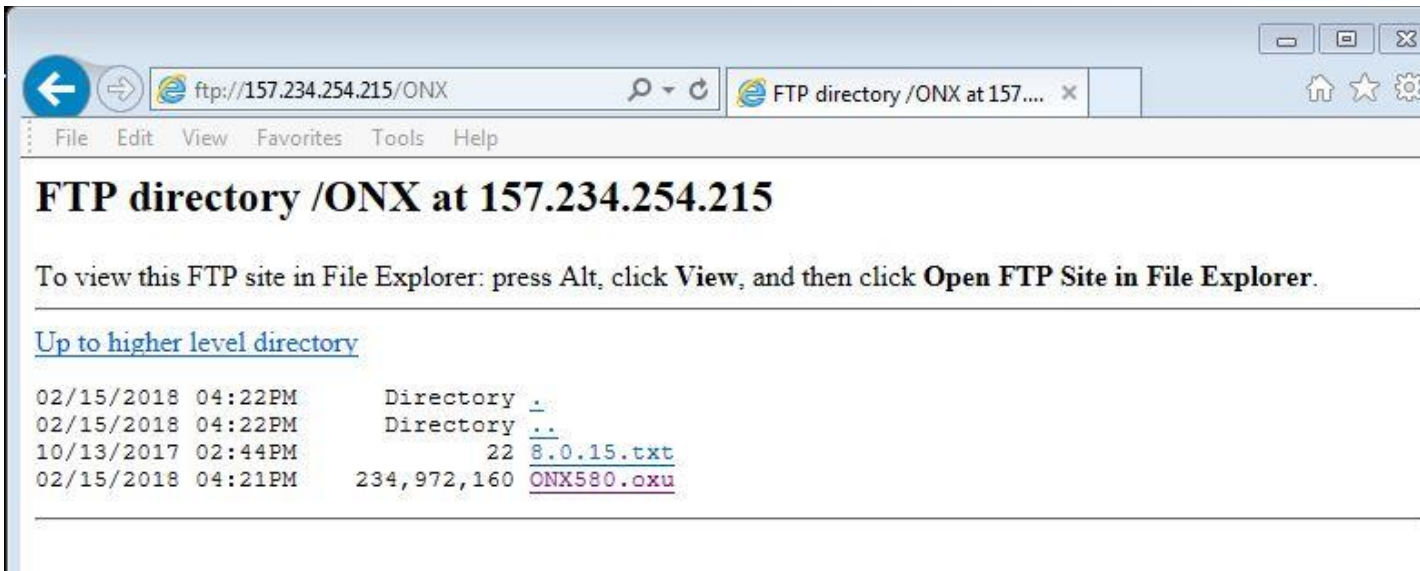 ftp://157.234.254.215/ONX
FTP directory /ONX at 157....
File Edit View Favorites Tools Help
FTP directory /ONX at 157.234.254.215
To view this FTP site in File Explorer: press Alt, click View, and then click Open FTP Site in File Explorer.
Up to higher level directory
02/15/2018 04:22PM Directory .
02/15/2018 04:22PM Directory ..
10/13/2017 02:44PM 22 8.0.15.txt
02/15/2018 04:21PM 234,972,160 ONX580.oxu